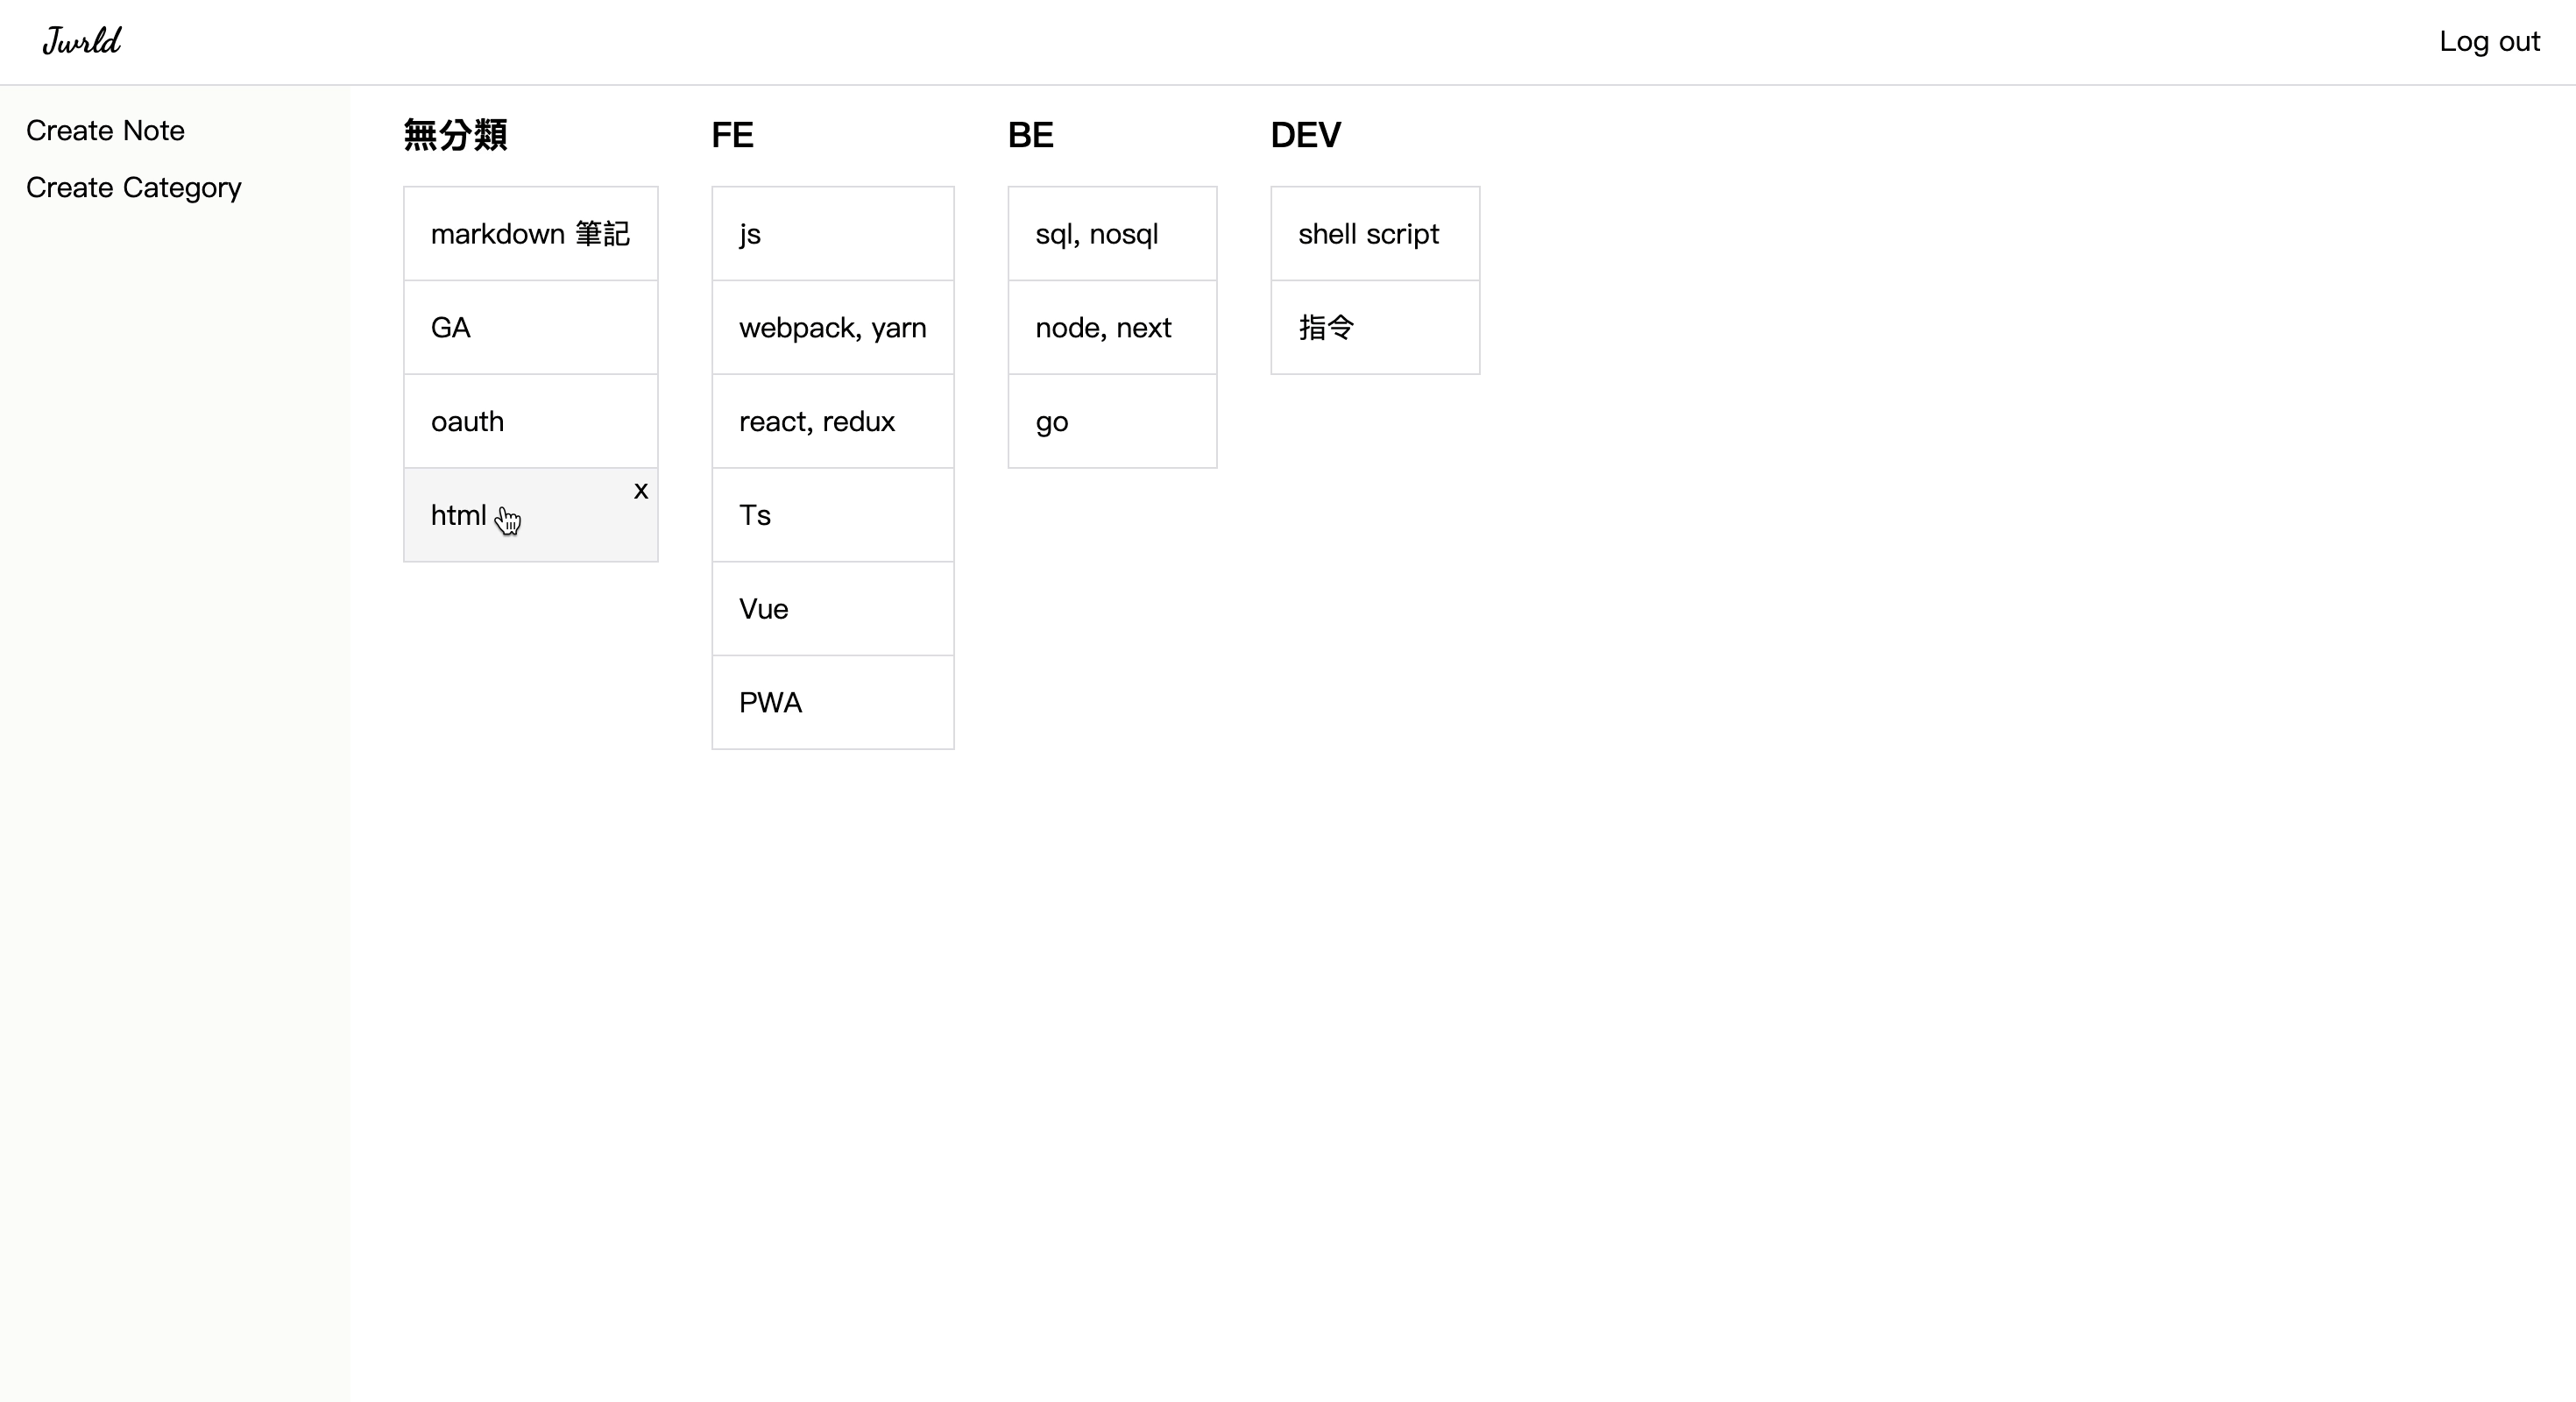 Jwrld
Log out
Create Note
Create Category
無分類
markdown 筆記
GA
oauth
html
x
FE
js
webpack, yarn
react, redux
Ts
Vue
PWA
BE
sql, nosql
node, next
go
DEV
shell script
指令